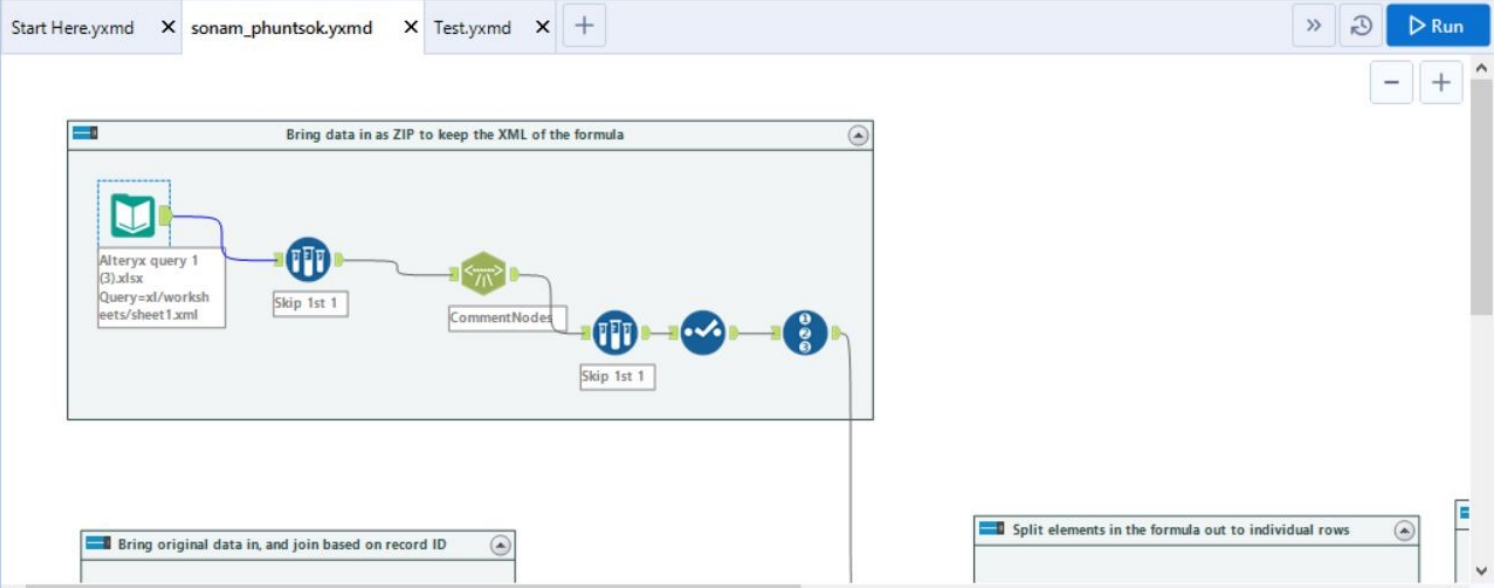 Start Here.yxmd
sonam_phuntsok.yxmd
Test.yxmd
Run
Bring data in as ZIP to keep the XML of the formula
Alteryx query 1
(3).xlsx
Query=xl/worksh
eets/sheet1.xml
Skip 1st 1
CommentNodes
Skip 1st 1
1
2
3
Bring original data in, and join based on record ID
Split elements in the formula out to individual rows